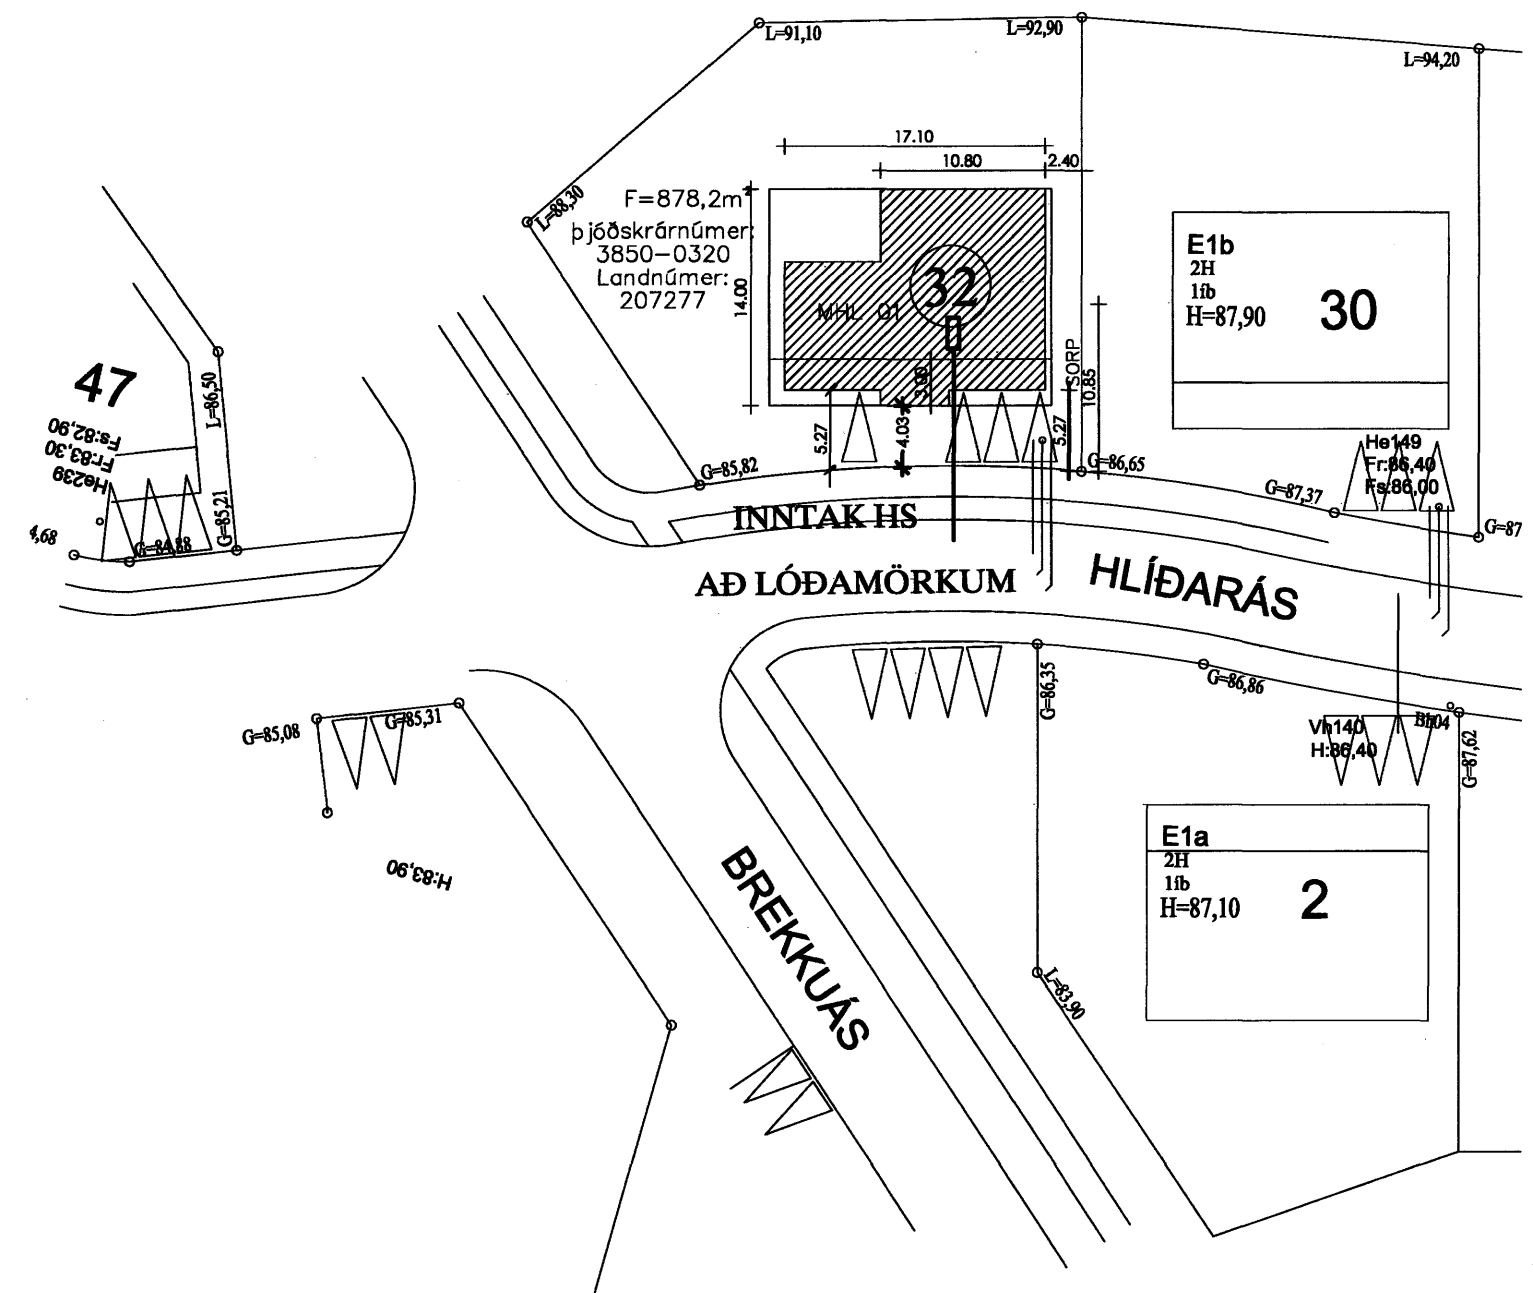 L=91,10
L=92,90
L=94,20
17.10
10.80
2.40
L=88,30
F=878,2m²
Þjóðskrárnúmer:
3850-0320
Landnúmer:
207277
14.00
32
MHL 01
3.00
SORP
10.85
5.27
4.03
5.27
E1b
2H
1íb
H=87,90
30
47
Fs:82,90
Fr:83,30
He239
L=86,50
G=85,21
4,68
G=84,88
G=85,82
G=86,65
G=87,37
He149
Fr:86,40
Fs:86,00
G=87
INNTAK HS
AÐ LÓÐAMÖRKUM
HLÍÐARÁS
G=86,35
G=86,86
G=85,08
G=85,31
Vh140
H:86,40
G=87,62
H:83,90
BREKKUÁS
E1a
2H
1íb
H=87,10
2
L=83,90